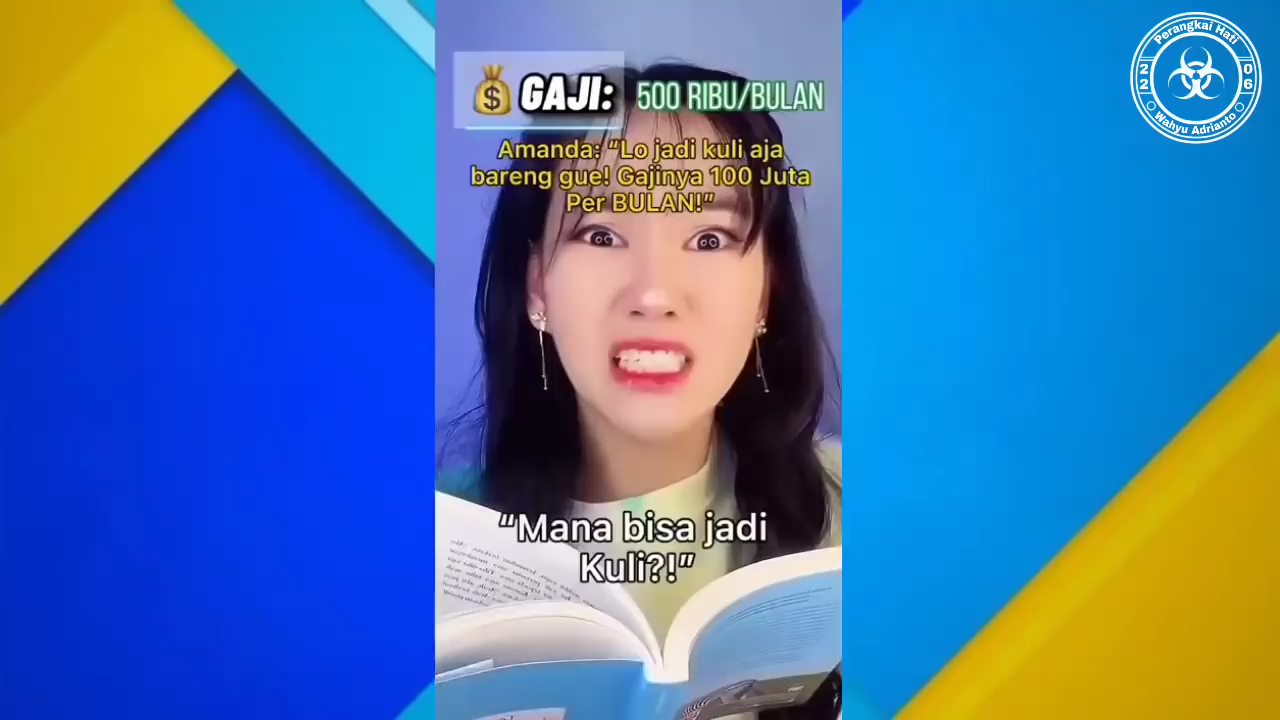 GAJI: 500 RIBU/BULAN
Amanda: “Lo jadi kuli aja
bareng gue! Gajinya 100 Juta
Per BULAN!”
“Mana bisa jadi
Kuli?!”
Perangkai Hati
22
06
Wahyu Adrianto